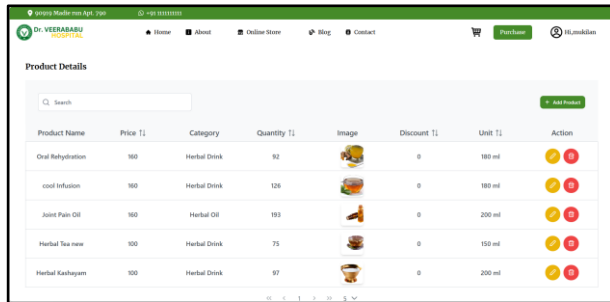 90919 Madie run Apt. 790 +91 1111111111
Dr. VEERABABU
HOSPITAL
Home About Online Store Blog Contact Purchase Hi,mukilan
Product Details
Search + Add Product
Product Name Price Category Quantity Image Discount Unit Action
Oral Rehydration 160 Herbal Drink 92 0 180 ml
cool Infusion 160 Herbal Drink 126 0 180 ml
Joint Pain Oil 160 Herbal Oil 193 0 200 ml
Herbal Tea new 100 Herbal Drink 75 0 150 ml
Herbal Kashayam 100 Herbal Drink 97 0 200 ml
<< < 1 > >> 5